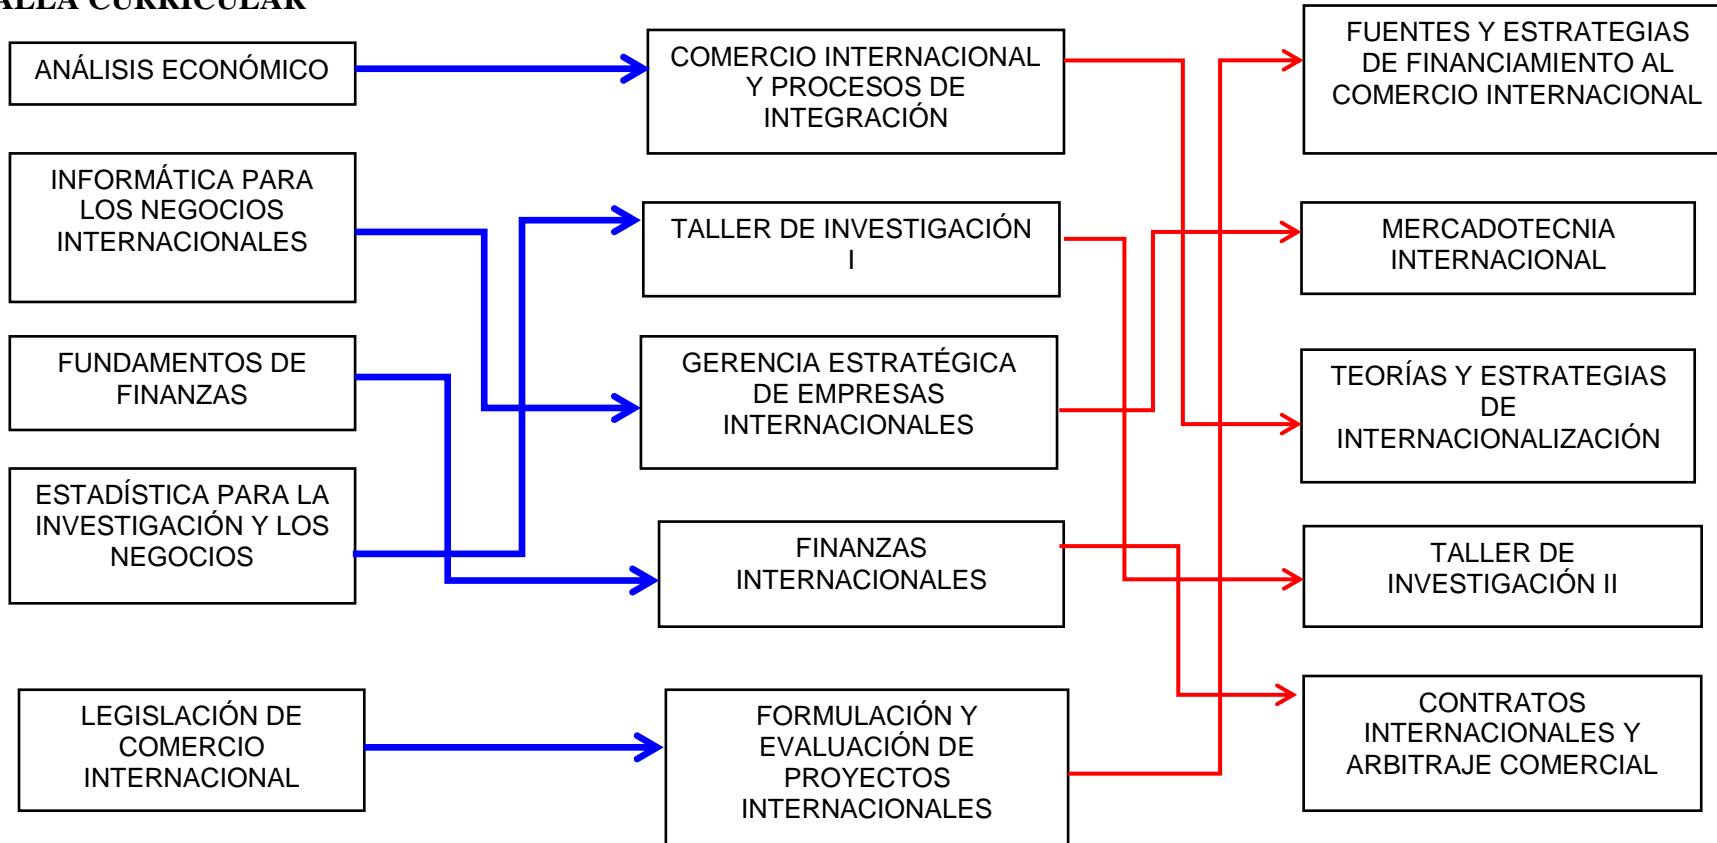 ALLA CURRICULAR
ANÁLISIS ECONÓMICO
INFORMÁTICA PARA
LOS NEGOCIOS
INTERNACIONALES
FUNDAMENTOS DE
FINANZAS
ESTADÍSTICA PARA LA
INVESTIGACIÓN Y LOS
NEGOCIOS
LEGISLACIÓN DE
COMERCIO
INTERNACIONAL
COMERCIO INTERNACIONAL
Y PROCESOS DE
INTEGRACIÓN
TALLER DE INVESTIGACIÓN
I
GERENCIA ESTRATÉGICA
DE EMPRESAS
INTERNACIONALES
FINANZAS
INTERNACIONALES
FORMULACIÓN Y
EVALUACIÓN DE
PROYECTOS
INTERNACIONALES
FUENTES Y ESTRATEGIAS
DE FINANCIAMIENTO AL
COMERCIO INTERNACIONAL
MERCADOTECNIA
INTERNACIONAL
TEORÍAS Y ESTRATEGIAS
DE
INTERNACIONALIZACIÓN
TALLER DE
INVESTIGACIÓN II
CONTRATOS
INTERNACIONALES Y
ARBITRAJE COMERCIAL